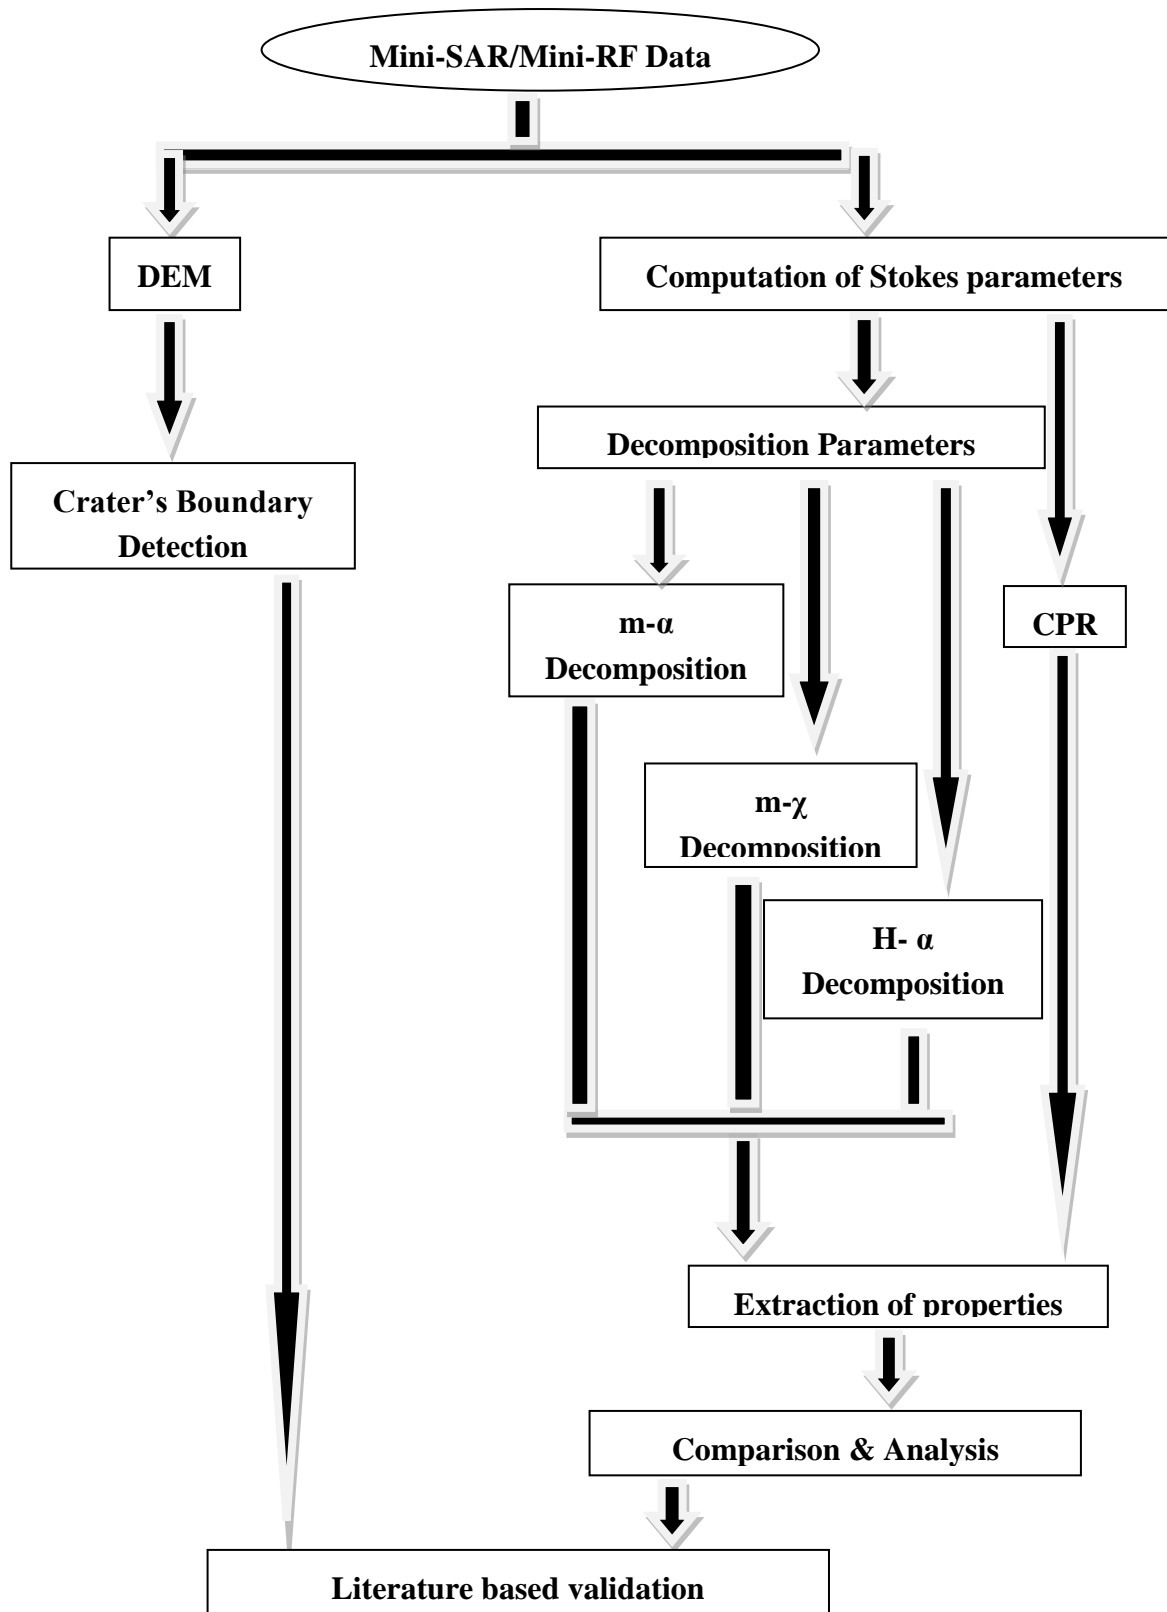 Mini-SAR/Mini-RF Data
DEM
Computation of Stokes parameters
Decomposition Parameters
Crater’s Boundary
Detection
m-α
Decomposition
CPR
m-χ
Decomposition
H- α
Decomposition
Extraction of properties
Comparison & Analysis
Literature based validation